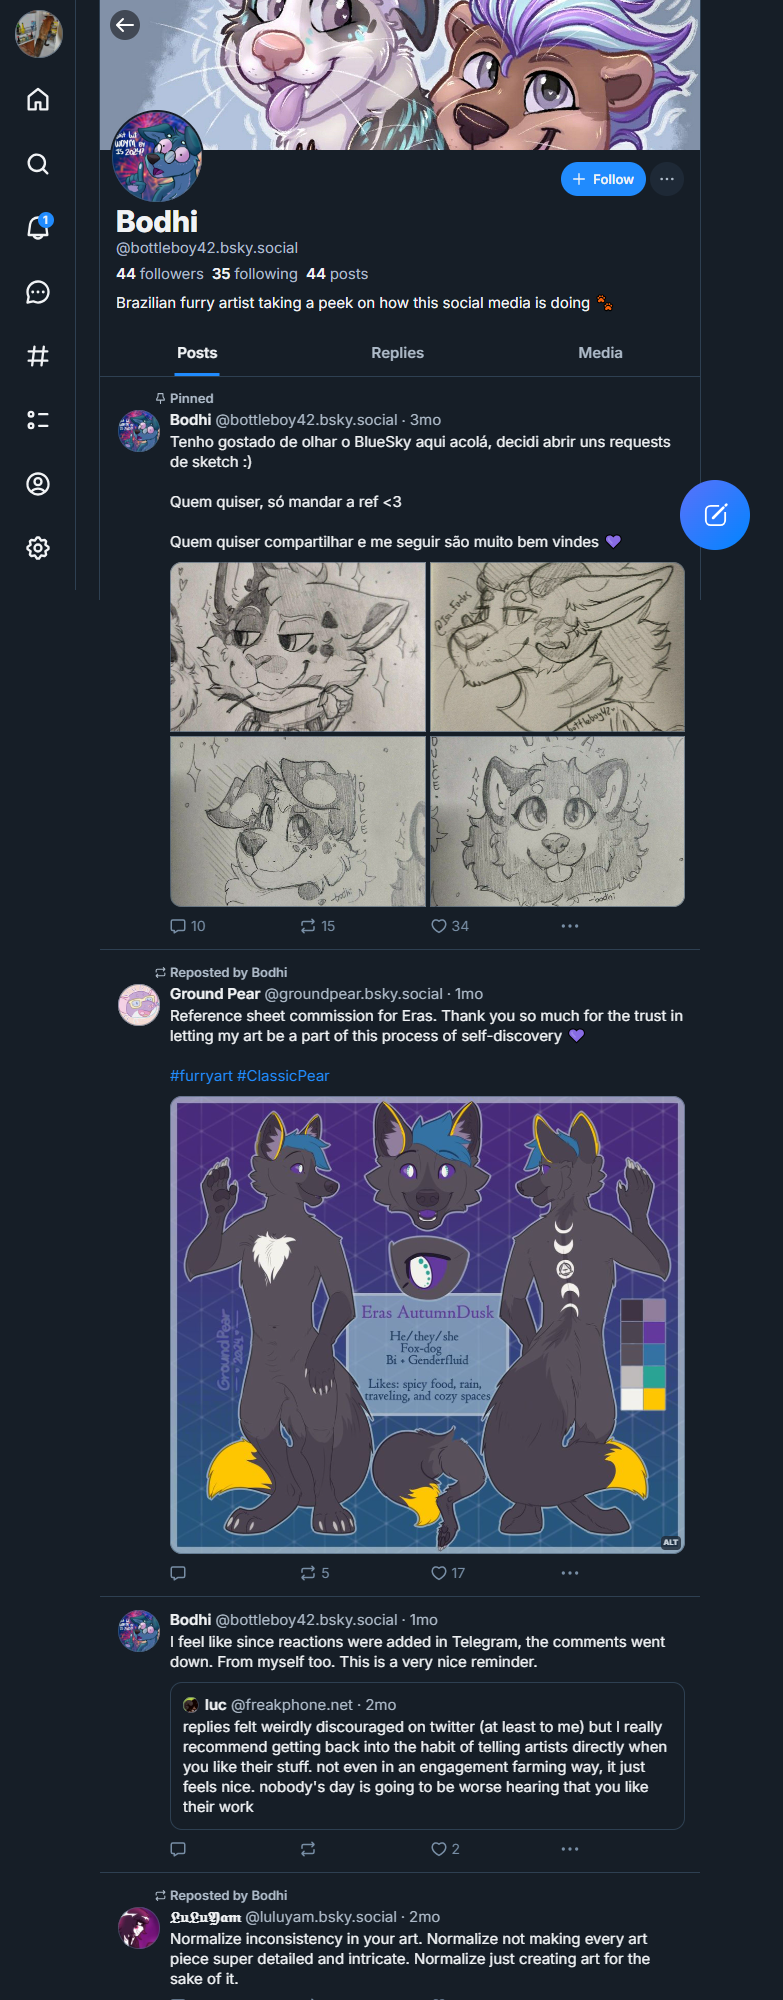 1
Follow
Bodhi
@bottleboy42.bsky.social
44 followers 35 following 44 posts
Brazilian furry artist taking a peek on how this social media is doing 🐾
Posts
Replies
Media
Pinned
Bodhi @bottleboy42.bsky.social · 3mo
Tenho gostado de olhar o BlueSky aqui acolá, decidi abrir uns requests
de sketch :)
Quem quiser, só mandar a ref <3
Quem quiser compartilhar e me seguir são muito bem vindes 💜
bottleboy42-
DULCE
-bodhi
DULCE
-bodhi
10 15 34
Reposted by Bodhi
Ground Pear @groundpear.bsky.social · 1mo
Reference sheet commission for Eras. Thank you so much for the trust in
letting my art be a part of this process of self-discovery 💜
#furryart #ClassicPear
Eras AutumnDusk
He/they/she
Fox-dog
Bi • Genderfluid
Likes: spicy food, rain,
traveling, and cozy spaces
GroundPear
2024
ALT
5 17
Bodhi @bottleboy42.bsky.social · 1mo
I feel like since reactions were added in Telegram, the comments went
down. From myself too. This is a very nice reminder.
luc @freakphone.net · 2mo
replies felt weirdly discouraged on twitter (at least to me) but I really
recommend getting back into the habit of telling artists directly when
you like their stuff. not even in an engagement farming way, it just
feels nice. nobody's day is going to be worse hearing that you like
their work
2
Reposted by Bodhi
𝕷𝖚𝕷𝖚𝖄𝖆𝖒 @luluyam.bsky.social · 2mo
Normalize inconsistency in your art. Normalize not making every art
piece super detailed and intricate. Normalize just creating art for the
sake of it.